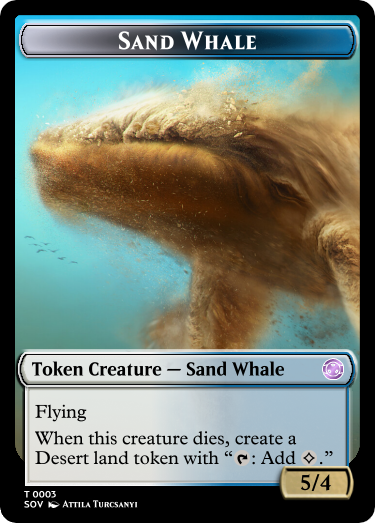 Sand Whale
Token Creature — Sand Whale
Flying
When this creature dies, create a
Desert land token with “: Add .”
5/4
T 0003
SOV Attila Turcsanyi